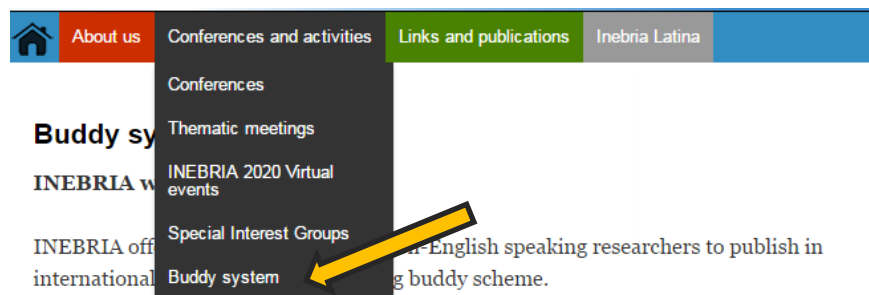 About us Conferences and activities Links and publications Inebria Latina
Conferences
Thematic meetings
INEBRIA 2020 Virtual
events
Special Interest Groups
Buddy system
Buddy sy
INEBRIA w
INEBRIA off -English speaking researchers to publish in
international g buddy scheme.